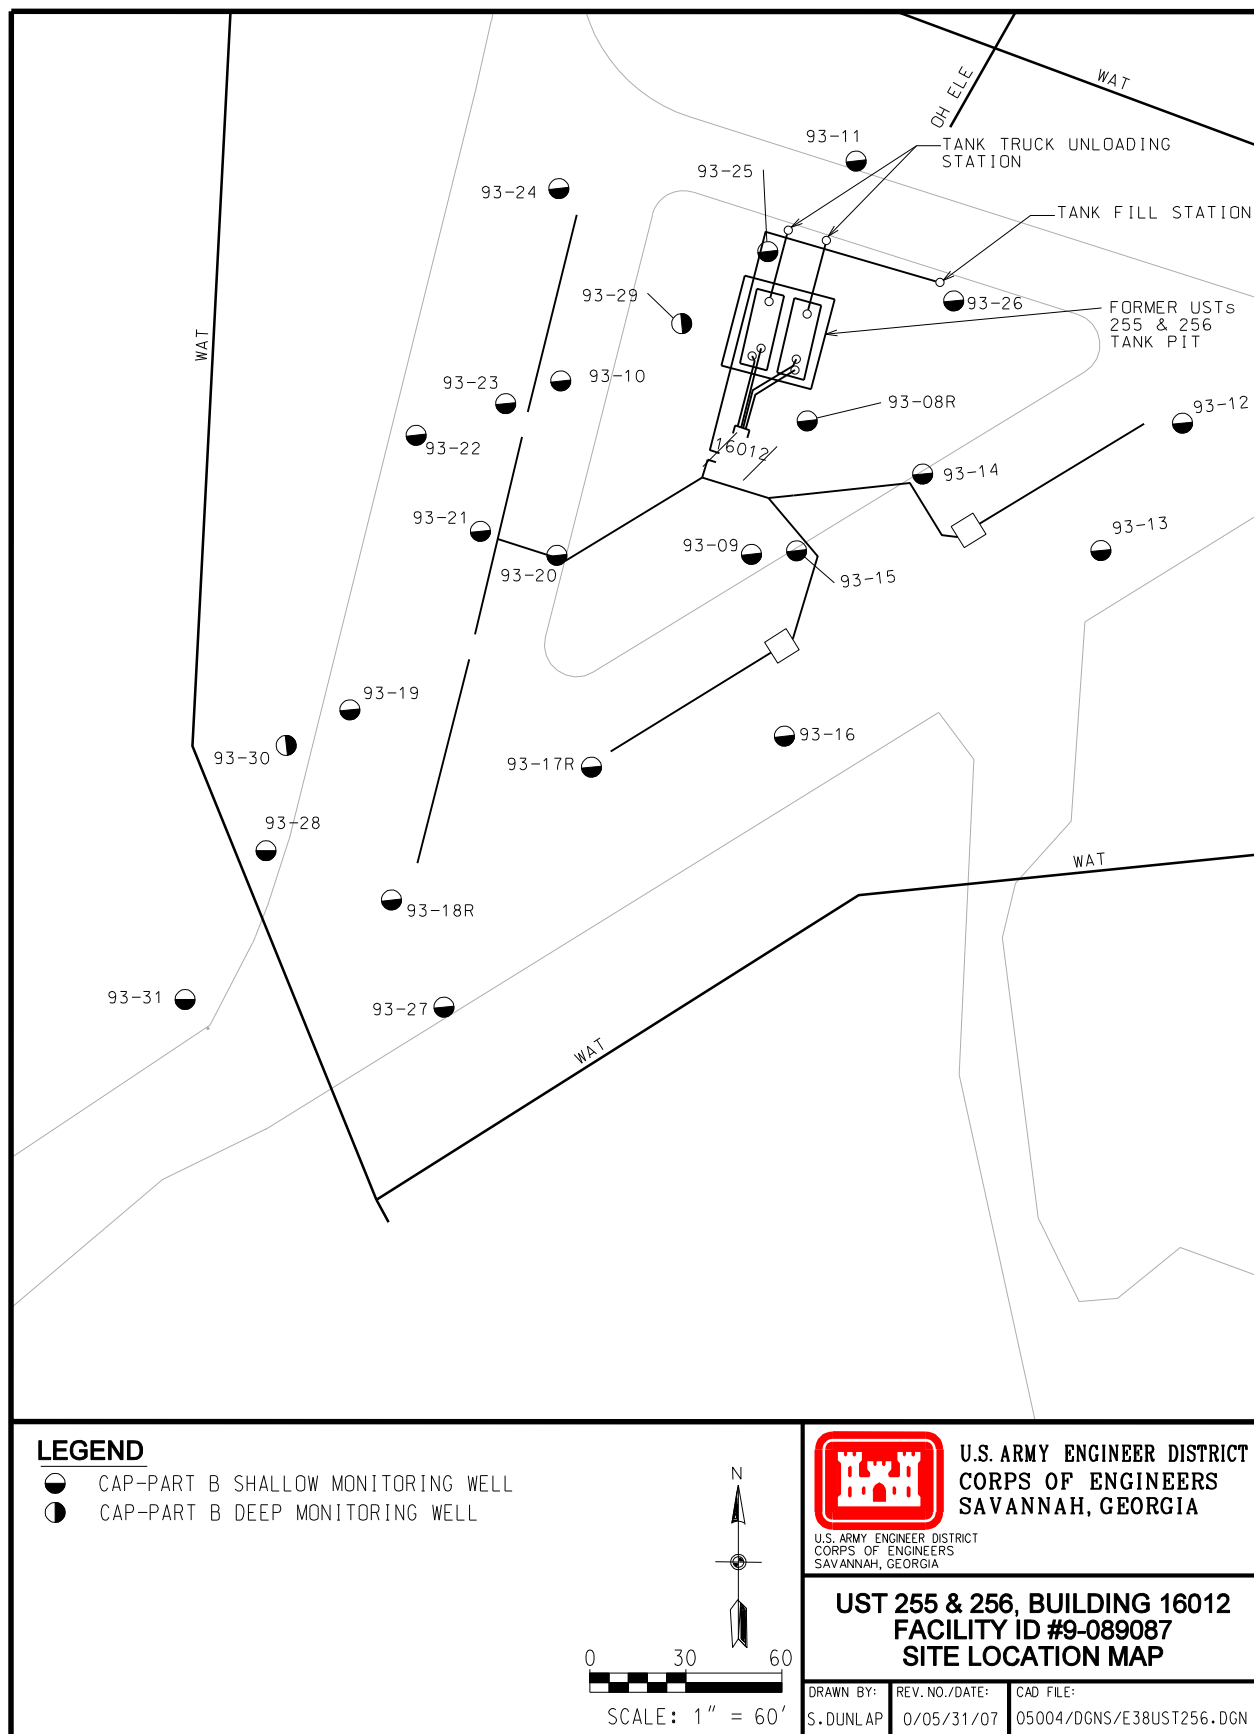 WAT
OH ELE
93-11
TANK TRUCK UNLOADING
STATION
93-25
93-24
TANK FILL STATION
93-29
93-26
FORMER USTs
255 & 256
TANK PIT
WAT
93-10
93-23
93-08R
93-12
93-22
16012
93-14
93-21
93-13
93-09
93-20
93-15
93-19
93-16
93-30
93-17R
93-28
WAT
93-18R
93-31
93-27
WAT
LEGEND
CAP-PART B SHALLOW MONITORING WELL
CAP-PART B DEEP MONITORING WELL
N
0 30 60
SCALE: 1" = 60'
U.S. ARMY ENGINEER DISTRICT
CORPS OF ENGINEERS
SAVANNAH, GEORGIA
U.S. ARMY ENGINEER DISTRICT
CORPS OF ENGINEERS
SAVANNAH, GEORGIA
UST 255 & 256, BUILDING 16012
FACILITY ID #9-089087
SITE LOCATION MAP
DRAWN BY:
S.DUNLAP
REV. NO./DATE:
0/05/31/07
CAD FILE:
05004/DGNS/E38UST256.DGN